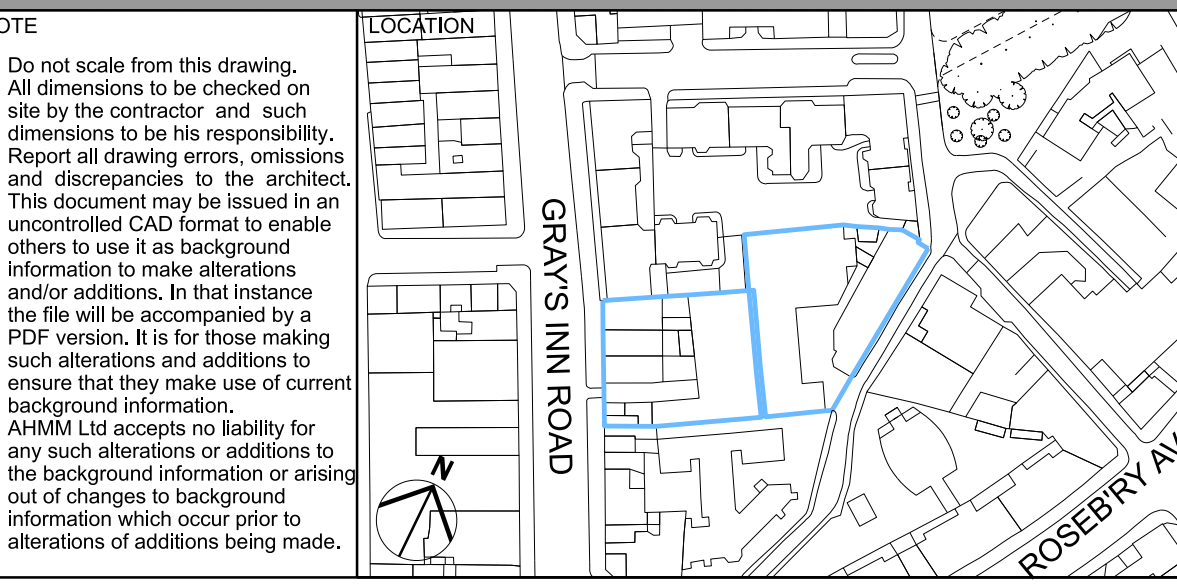 OTE
Do not scale from this drawing.
All dimensions to be checked on
site by the contractor and such
dimensions to be his responsibility.
Report all drawing errors, omissions
and discrepancies to the architect.
This document may be issued in an
uncontrolled CAD format to enable
others to use it as background
information to make alterations
and/or additions. In that instance
the file will be accompanied by a
PDF version. It is for those making
such alterations and additions to
ensure that they make use of current
background information.
AHMM Ltd accepts no liability for
any such alterations or additions to
the background information or arising
out of changes to background
information which occur prior to
alterations of additions being made.
LOCATION
GRAY'S INN ROAD
N
ROSEB'RY AV